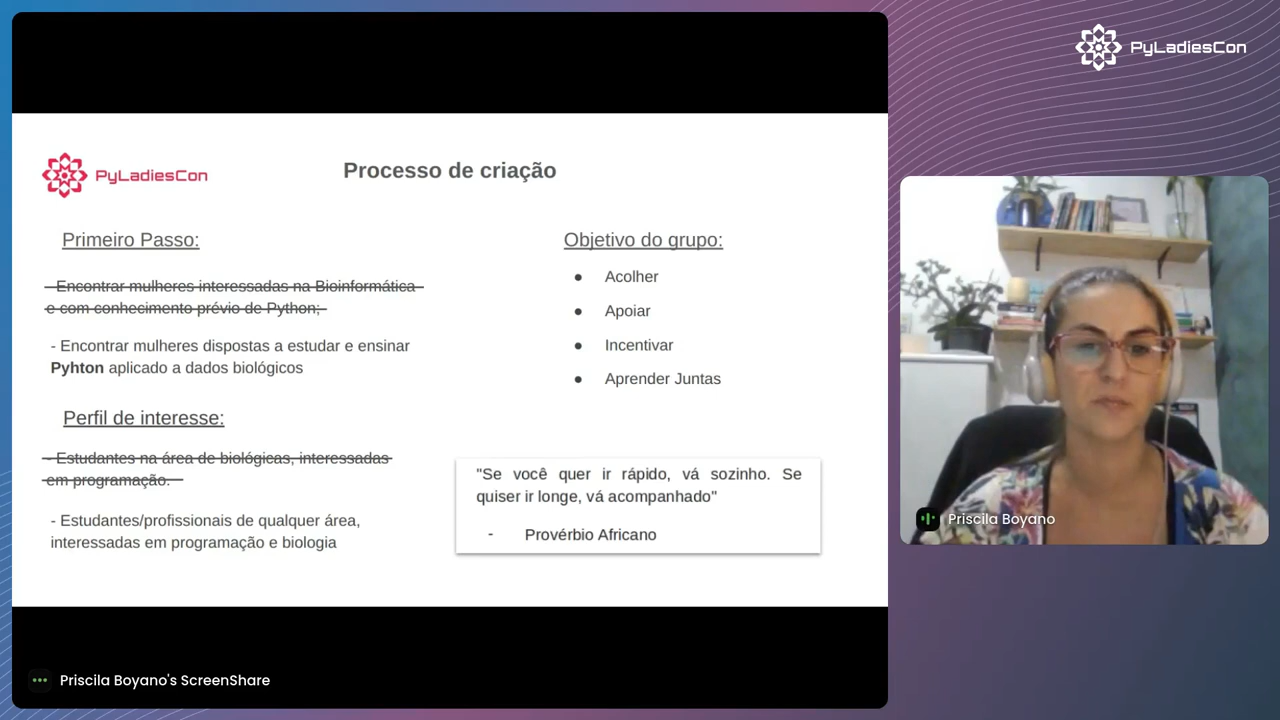 PyLadiesCon
PyLadiesCon
Processo de criação
Primeiro Passo:
- Encontrar mulheres interessadas na Bioinformática
e com conhecimento prévio de Python;
- Encontrar mulheres dispostas a estudar e ensinar
Pyhton aplicado a dados biológicos
Perfil de interesse:
- Estudantes na área de biológicas, interessadas
em programação.
- Estudantes/profissionais de qualquer área,
interessadas em programação e biologia
Objetivo do grupo:
● Acolher
● Apoiar
● Incentivar
● Aprender Juntas
"Se você quer ir rápido, vá sozinho. Se
quiser ir longe, vá acompanhado"
- Provérbio Africano
Priscila Boyano
Priscila Boyano's ScreenShare